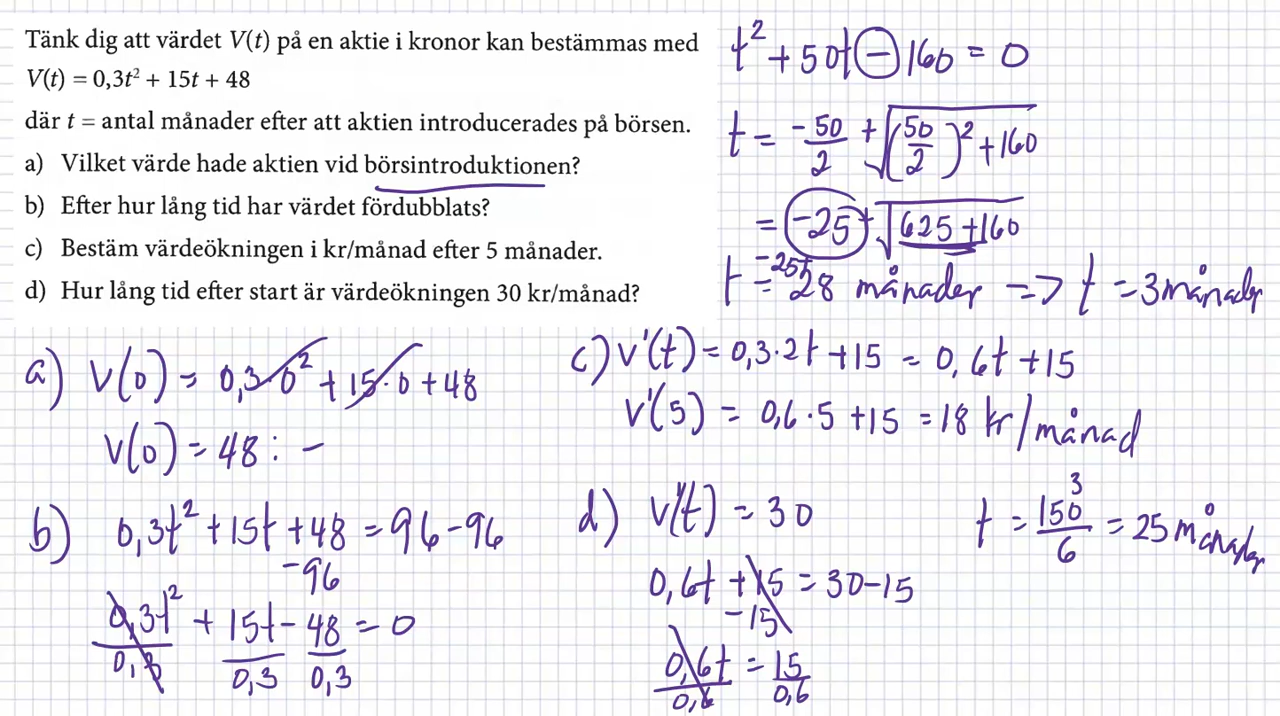 Tänk dig att värdet V(t) på en aktie i kronor kan bestämmas med
V(t) = 0,3t² + 15t + 48
där t = antal månader efter att aktien introducerades på börsen.
a) Vilket värde hade aktien vid börsintroduktionen?
b) Efter hur lång tid har värdet fördubblats?
c) Bestäm värdeökningen i kr/månad efter 5 månader.
d) Hur lång tid efter start är värdeökningen 30 kr/månad?
t² + 50t − 160 = 0
t = −50/2 + √((50/2)² + 160)
= −25 + √(625 + 160)
t = −25+28 månader => t = 3 månader
a) V(0) = 0,3·0² + 15·0 + 48
V(0) = 48:−
b) 0,3t² + 15t + 48 = 96 − 96
−96
0,3t²/0,3 + 15t/0,3 − 48/0,3 = 0
c) V'(t) = 0,3·2t + 15 = 0,6t + 15
V'(5) = 0,6·5 + 15 = 18 kr/månad
d) V'(t) = 30
0,6t + 15 = 30 − 15
−15
0,6t/0,6 = 15/0,6
t = 150/6 = 25 månader
3